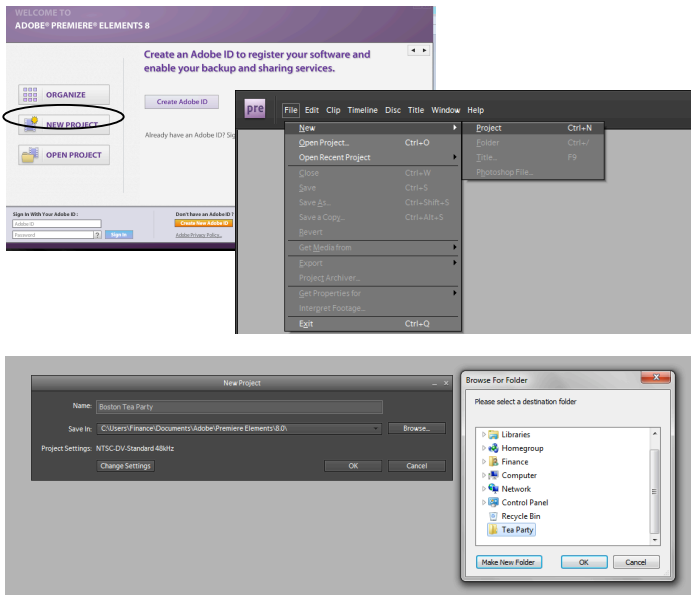 WELCOME TO
ADOBE® PREMIERE® ELEMENTS 8
Create an Adobe ID to register your software and
enable your backup and sharing services.
ORGANIZE
Create Adobe ID
NEW PROJECT
Already have an Adobe ID? Sig
OPEN PROJECT
Sign In With Your Adobe ID :
Don't have an Adobe ID ?
Adobe ID
Create New Adobe ID
Password
?
Sign In
Adobe Privacy Policy...
pre
File Edit Clip Timeline Disc Title Window Help
New
Project Ctrl+N
Open Project... Ctrl+O
Folder Ctrl+/
Open Recent Project
Title... F9
Close Ctrl+W
Photoshop File...
Save Ctrl+S
Save As... Ctrl+Shift+S
Save a Copy... Ctrl+Alt+S
Revert
Get Media from
Export
Project Archiver...
Get Properties for
Interpret Footage...
Exit Ctrl+Q
New Project
Name: Boston Tea Party
Save In: C:\Users\Finance\Documents\Adobe\Premiere Elements\8.0\ Browse...
Project Settings: NTSC-DV-Standard 48kHz
Change Settings OK Cancel
Browse For Folder
Please select a destination folder
Libraries
Homegroup
Finance
Computer
Network
Control Panel
Recycle Bin
Tea Party
Make New Folder OK Cancel